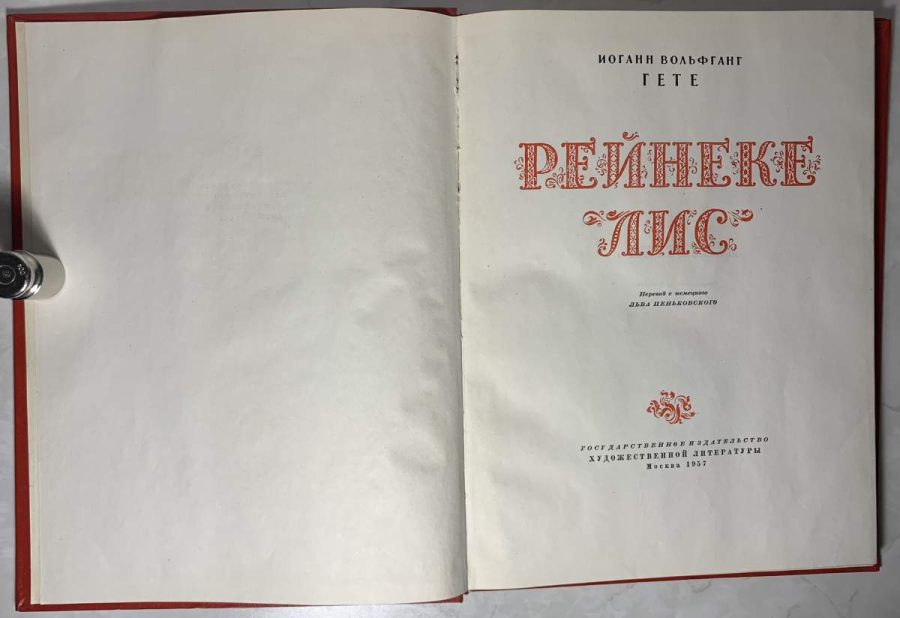 ИОГАНН ВОЛЬФГАНГ
ГЕТЕ
РЕЙНЕКЕ
ЛИС
Перевод с немецкого
ЛЬВА ПЕНЬКОВСКОГО
ГОСУДАРСТВЕННОЕ ИЗДАТЕЛЬСТВО
ХУДОЖЕСТВЕННОЙ ЛИТЕРАТУРЫ
Москва 1957